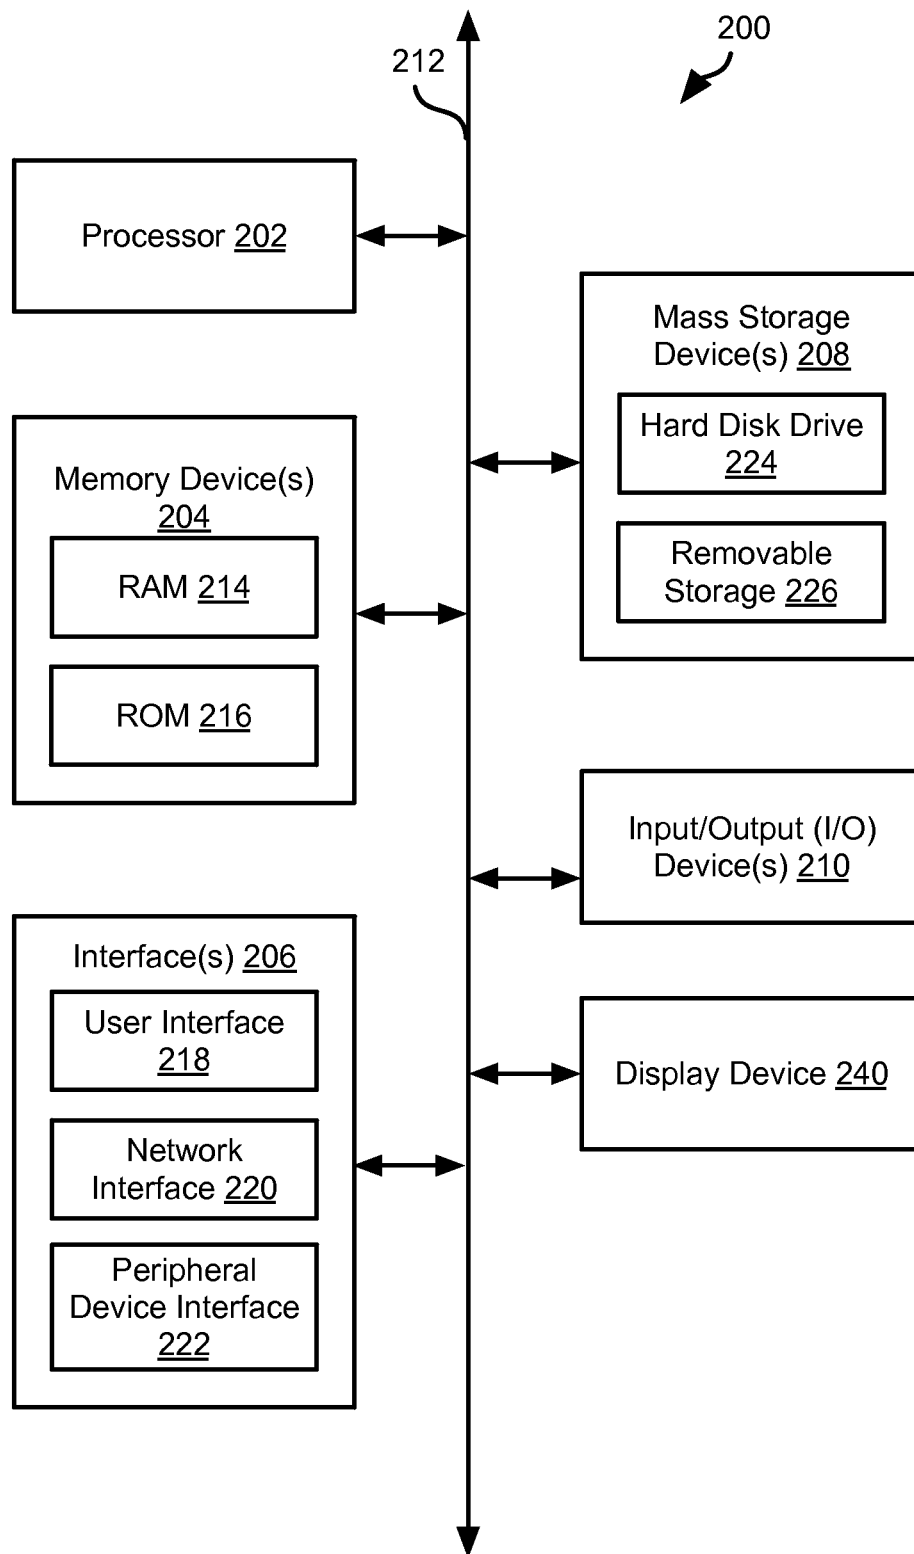 200
212
Processor 202
Mass Storage
Device(s) 208
Hard Disk Drive
224
Removable
Storage 226
Memory Device(s)
204
RAM 214
ROM 216
Input/Output (I/O)
Device(s) 210
Interface(s) 206
User Interface
218
Network
Interface 220
Peripheral
Device Interface
222
Display Device 240